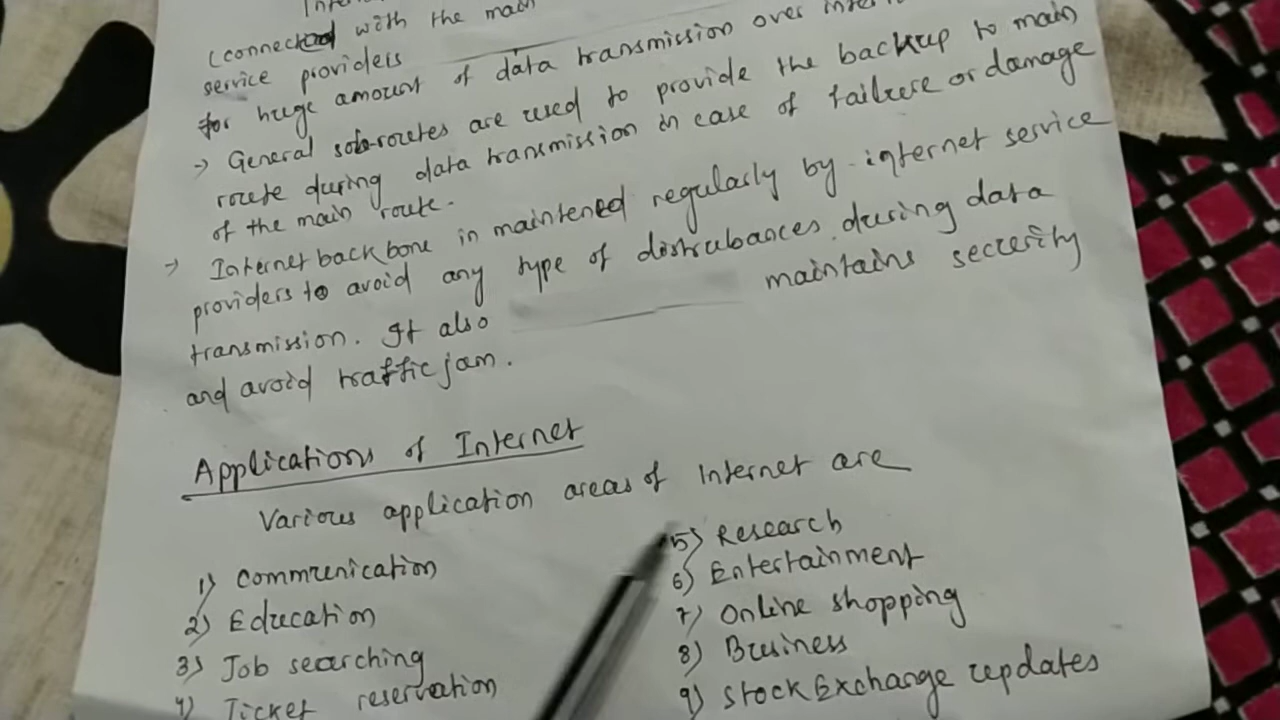 (connected with the main
service providers
for huge amount of data transmission over
→ General sub-routes are used to provide the backup to main
route during data transmission in case of failure or damage
of the main route.
→ Internet backbone in maintened regularly by internet service
providers to avoid any type of distrubances during data
transmission. It also maintains security
and avoid traffic jam.
Applications of Internet
Various application areas of Internet are
1) Communication
2) Education
3) Job searching
4) Ticket reservation
5) Research
6) Entertainment
7) Online shopping
8) Business
9) Stock Exchange updates